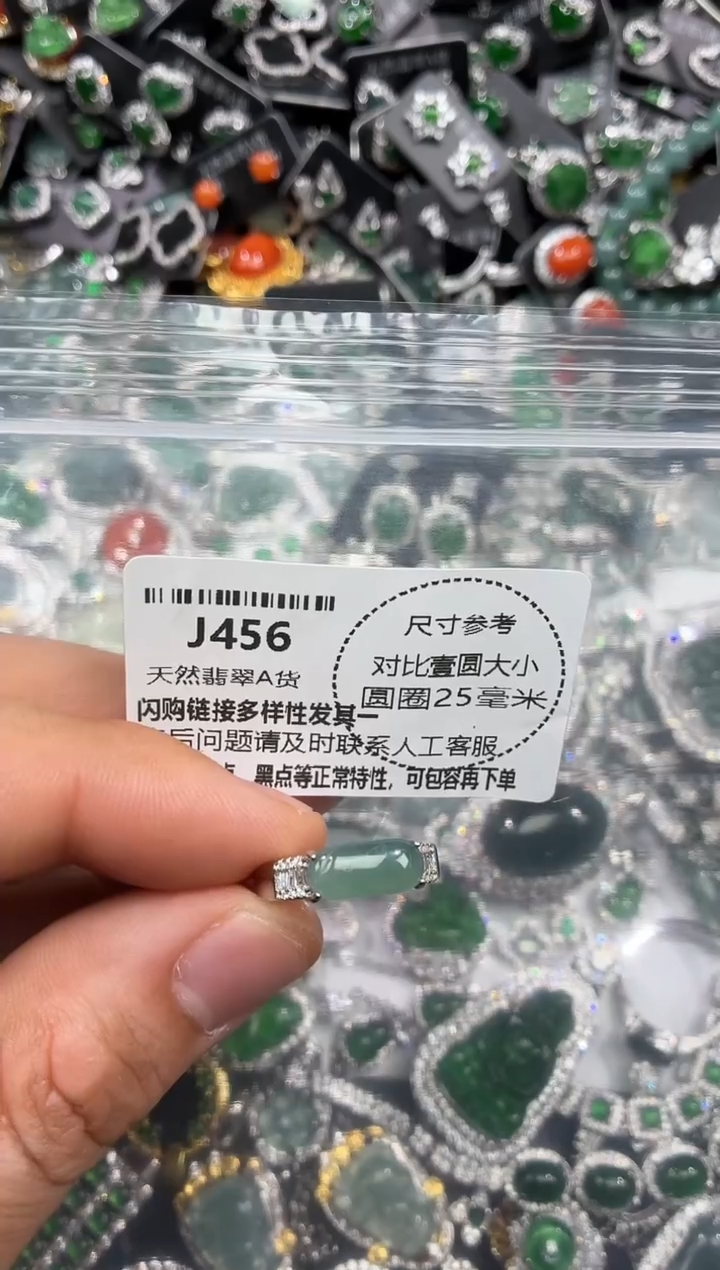 J456
天然翡翠A货
尺寸参考
对比壹圆大小
圆圈25毫米
闪购链接多样性发其一
后问题请及时联系人工客服
点、黑点等正常特性，可包容再下单